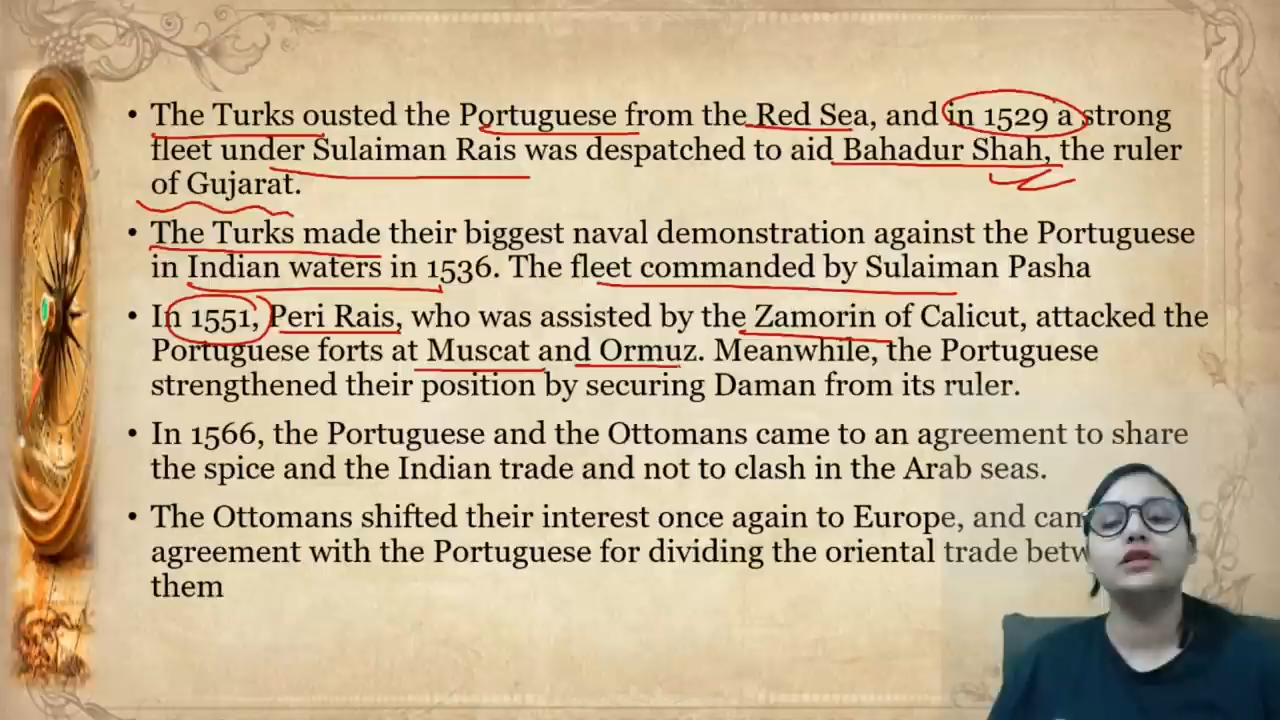 • The Turks ousted the Portuguese from the Red Sea, and in 1529 a strong
fleet under Sulaiman Rais was despatched to aid Bahadur Shah, the ruler
of Gujarat.
• The Turks made their biggest naval demonstration against the Portuguese
in Indian waters in 1536. The fleet commanded by Sulaiman Pasha
• In 1551, Peri Rais, who was assisted by the Zamorin of Calicut, attacked the
Portuguese forts at Muscat and Ormuz. Meanwhile, the Portuguese
strengthened their position by securing Daman from its ruler.
• In 1566, the Portuguese and the Ottomans came to an agreement to share
the spice and the Indian trade and not to clash in the Arab seas.
• The Ottomans shifted their interest once again to Europe, and
agreement with the Portuguese for dividing the oriental trade
them